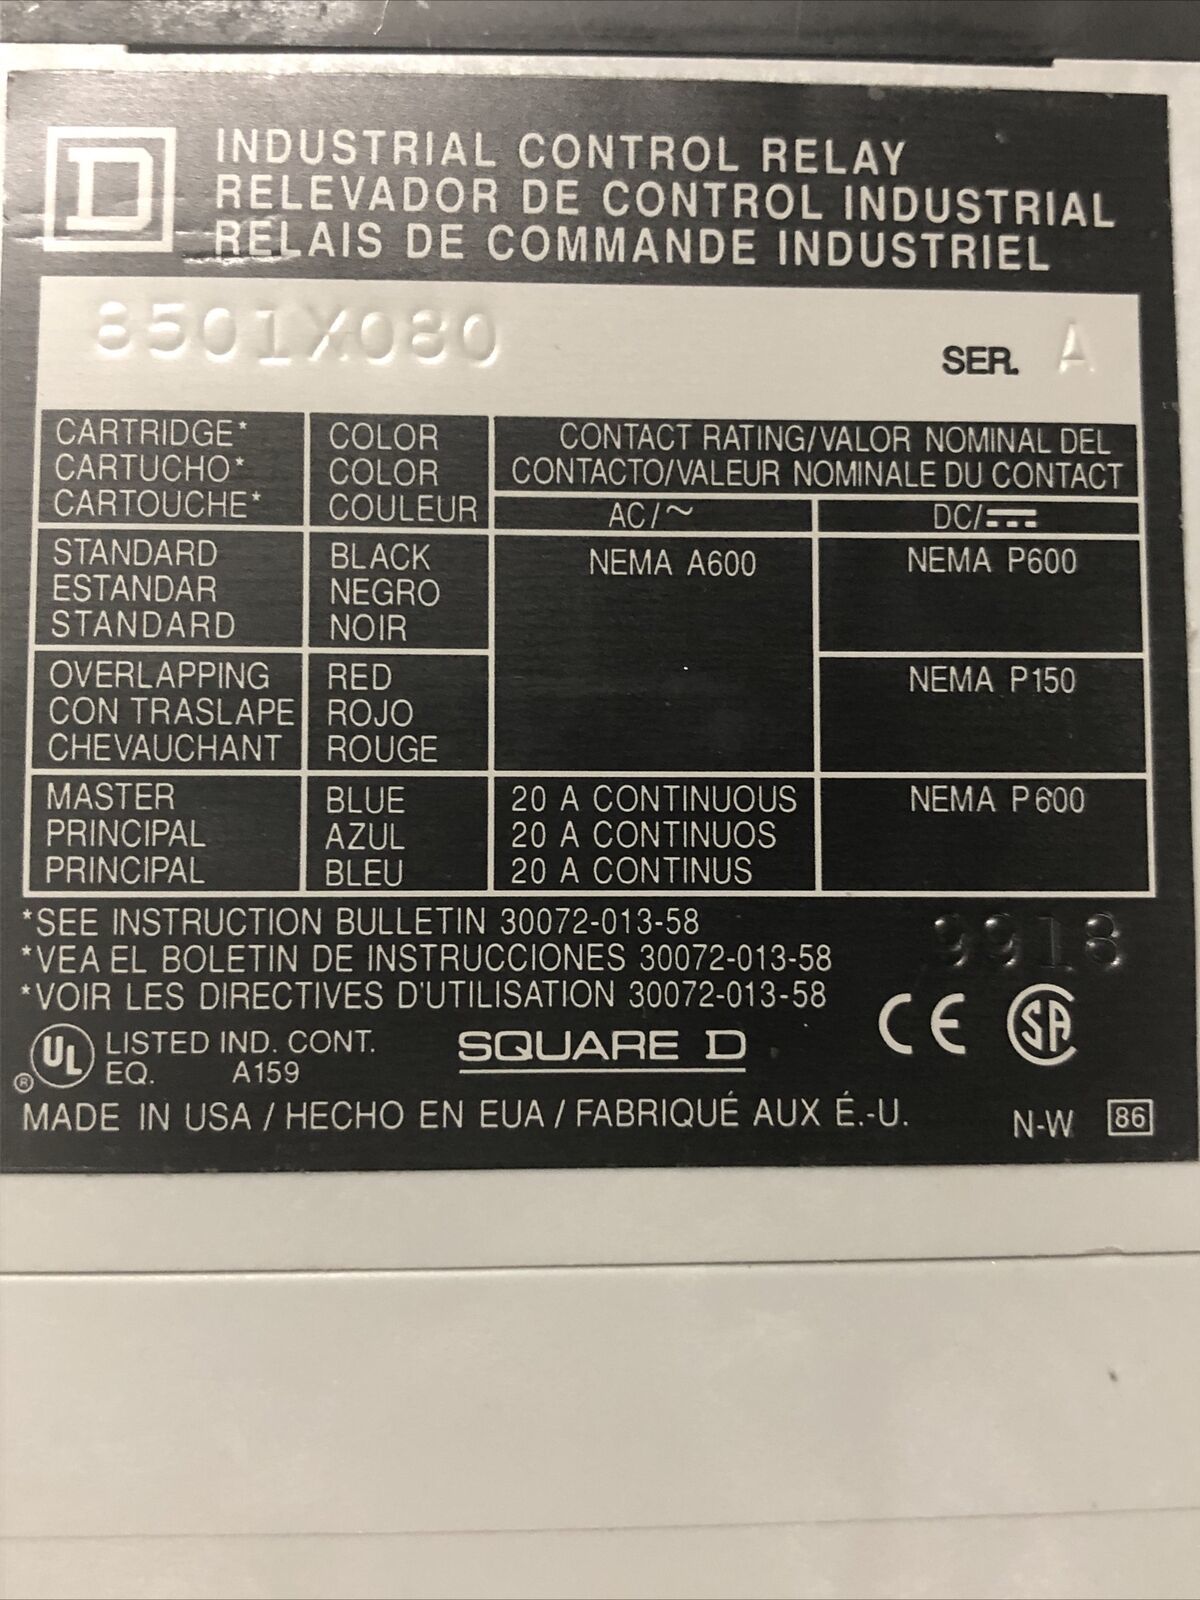 D
INDUSTRIAL CONTROL RELAY
RELEVADOR DE CONTROL INDUSTRIAL
RELAIS DE COMMANDE INDUSTRIEL
8501XO80
SER. A
CARTRIDGE* COLOR CONTACT RATING/VALOR NOMINAL DEL
CARTUCHO* COLOR CONTACTO/VALEUR NOMINALE DU CONTACT
CARTOUCHE* COULEUR AC/~ DC/⎓
STANDARD BLACK NEMA A600 NEMA P600
ESTANDAR NEGRO
STANDARD NOIR
OVERLAPPING RED NEMA P150
CON TRASLAPE ROJO
CHEVAUCHANT ROUGE
MASTER BLUE 20 A CONTINUOUS NEMA P600
PRINCIPAL AZUL 20 A CONTINUOS
PRINCIPAL BLEU 20 A CONTINUS
*SEE INSTRUCTION BULLETIN 30072-013-58
*VEA EL BOLETIN DE INSTRUCCIONES 30072-013-58
*VOIR LES DIRECTIVES D'UTILISATION 30072-013-58
9918
CE SA
UL ® LISTED IND. CONT.
EQ. A159
SQUARE D
MADE IN USA / HECHO EN EUA / FABRIQUÉ AUX É.-U.
N-W 86